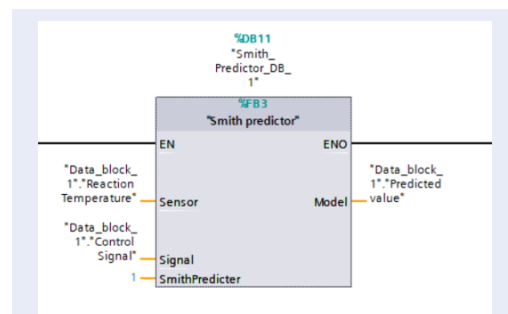 %DB11
"Smith_
Predictor_DB_
1"
%FB3
"Smith predictor"
EN
ENO
"Data_block_
1"."Reaction
Temperature"
Sensor
"Data_block_
1"."Predicted
value"
Model
"Data_block_
1"."Control
Signal"
Signal
1
SmithPredicter